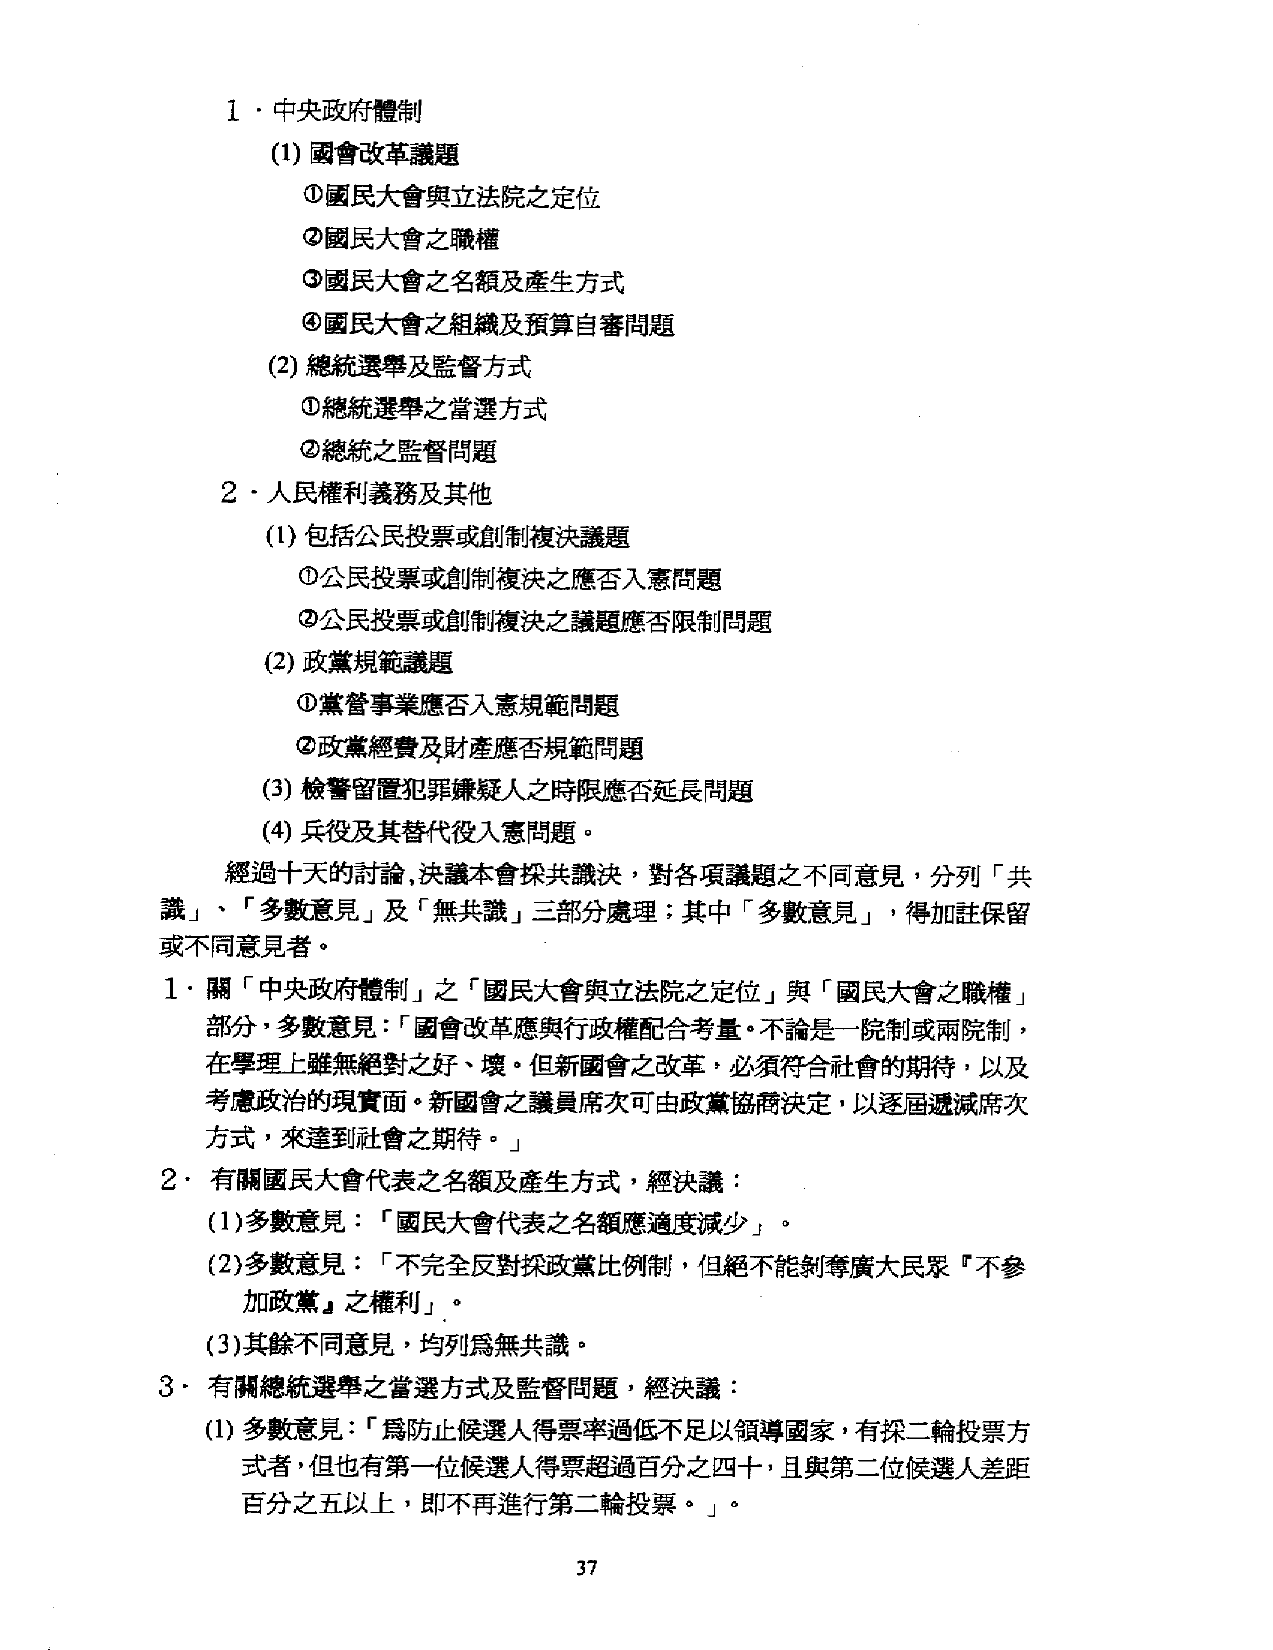 1．中央政府體制
(1) 國會改革議題
①國民大會與立法院之定位
②國民大會之職權
③國民大會之名額及產生方式
④國民大會之組織及預算自審問題
(2) 總統選舉及監督方式
①總統選舉之當選方式
②總統之監督問題
2．人民權利義務及其他
(1) 包括公民投票或創制複決議題
①公民投票或創制複決之應否入憲問題
②公民投票或創制複決之議題應否限制問題
(2) 政黨規範議題
①黨營事業應否入憲規範問題
②政黨經費及財產應否規範問題
(3) 檢警留置犯罪嫌疑人之時限應否延長問題
(4) 兵役及其替代役入憲問題。
經過十天的討論,決議本會採共識決，對各項議題之不同意見，分列「共
識」、「多數意見」及「無共識」三部分處理；其中「多數意見」，得加註保留
或不同意見者。
1．關「中央政府體制」之「國民大會與立法院之定位」與「國民大會之職權」
部分，多數意見：「國會改革應與行政權配合考量。不論是一院制或兩院制，
在學理上雖無絕對之好、壞。但新國會之改革，必須符合社會的期待，以及
考慮政治的現實面。新國會之議員席次可由政黨協商決定，以逐屆遞減席次
方式，來達到社會之期待。」
2． 有關國民大會代表之名額及產生方式，經決議：
(1)多數意見：「國民大會代表之名額應適度減少」。
(2)多數意見：「不完全反對採政黨比例制，但絕不能剝奪廣大民眾『不參
加政黨』之權利」。
(3)其餘不同意見，均列為無共識。
3． 有關總統選舉之當選方式及監督問題，經決議：
(1) 多數意見：「為防止候選人得票率過低不足以領導國家，有採二輪投票方
式者，但也有第一位候選人得票超過百分之四十，且與第二位候選人差距
百分之五以上，即不再進行第二輪投票。」。
37